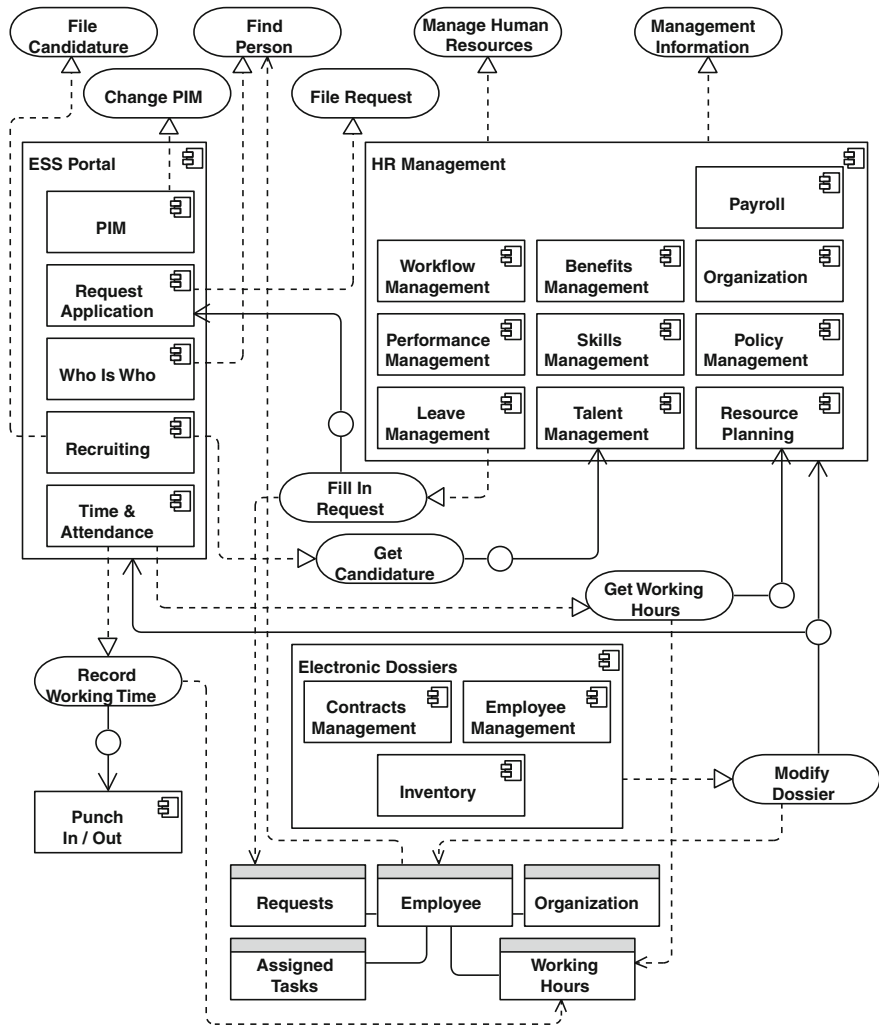 File
Candidature
Find
Person
Manage Human
Resources
Management
Information
Change PIM
File Request
ESS Portal
HR Management
PIM
Payroll
Request
Application
Workflow
Management
Benefits
Management
Organization
Who Is Who
Performance
Management
Skills
Management
Policy
Management
Recruiting
Leave
Management
Talent
Management
Resource
Planning
Time &
Attendance
Fill In
Request
Get
Candidature
Get Working
Hours
Record
Working Time
Electronic Dossiers
Contracts
Management
Employee
Management
Inventory
Modify
Dossier
Punch
In / Out
Requests
Employee
Organization
Assigned
Tasks
Working
Hours